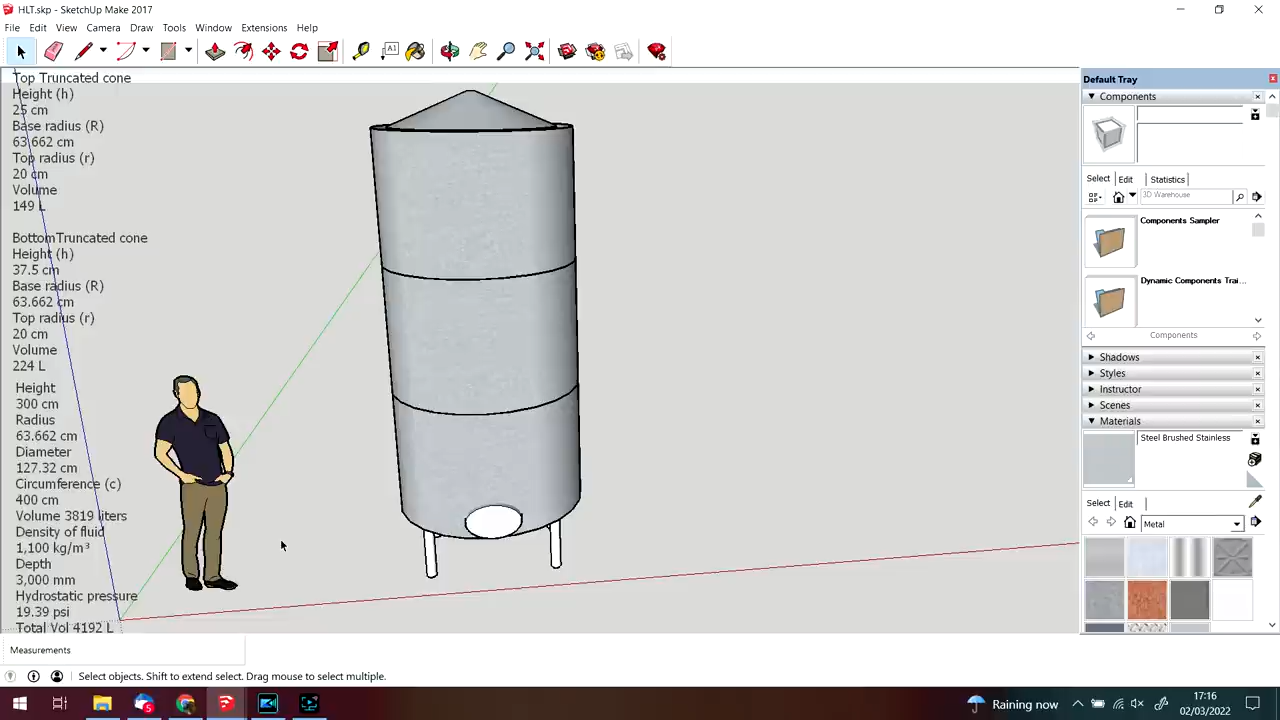 HLT.skp - SketchUp Make 2017
File Edit View Camera Draw Tools Window Extensions Help
A1
Top Truncated cone
Height (h)
25 cm
Base radius (R)
63.662 cm
Top radius (r)
20 cm
Volume
149 L
BottomTruncated cone
Height (h)
37.5 cm
Base radius (R)
63.662 cm
Top radius (r)
20 cm
Volume
224 L
Height
300 cm
Radius
63.662 cm
Diameter
127.32 cm
Circumference (c)
400 cm
Volume 3819 liters
Density of fluid
1,100 kg/m³
Depth
3,000 mm
Hydrostatic pressure
19.39 psi
Total Vol 4192 L
Default Tray
Components
Select Edit Statistics
3D Warehouse
Components Sampler
Dynamic Components Trai...
Components
Shadows
Styles
Instructor
Scenes
Materials
Steel Brushed Stainless
Select Edit
Metal
Measurements
Select objects. Shift to extend select. Drag mouse to select multiple.
Raining now
17:16
02/03/2022